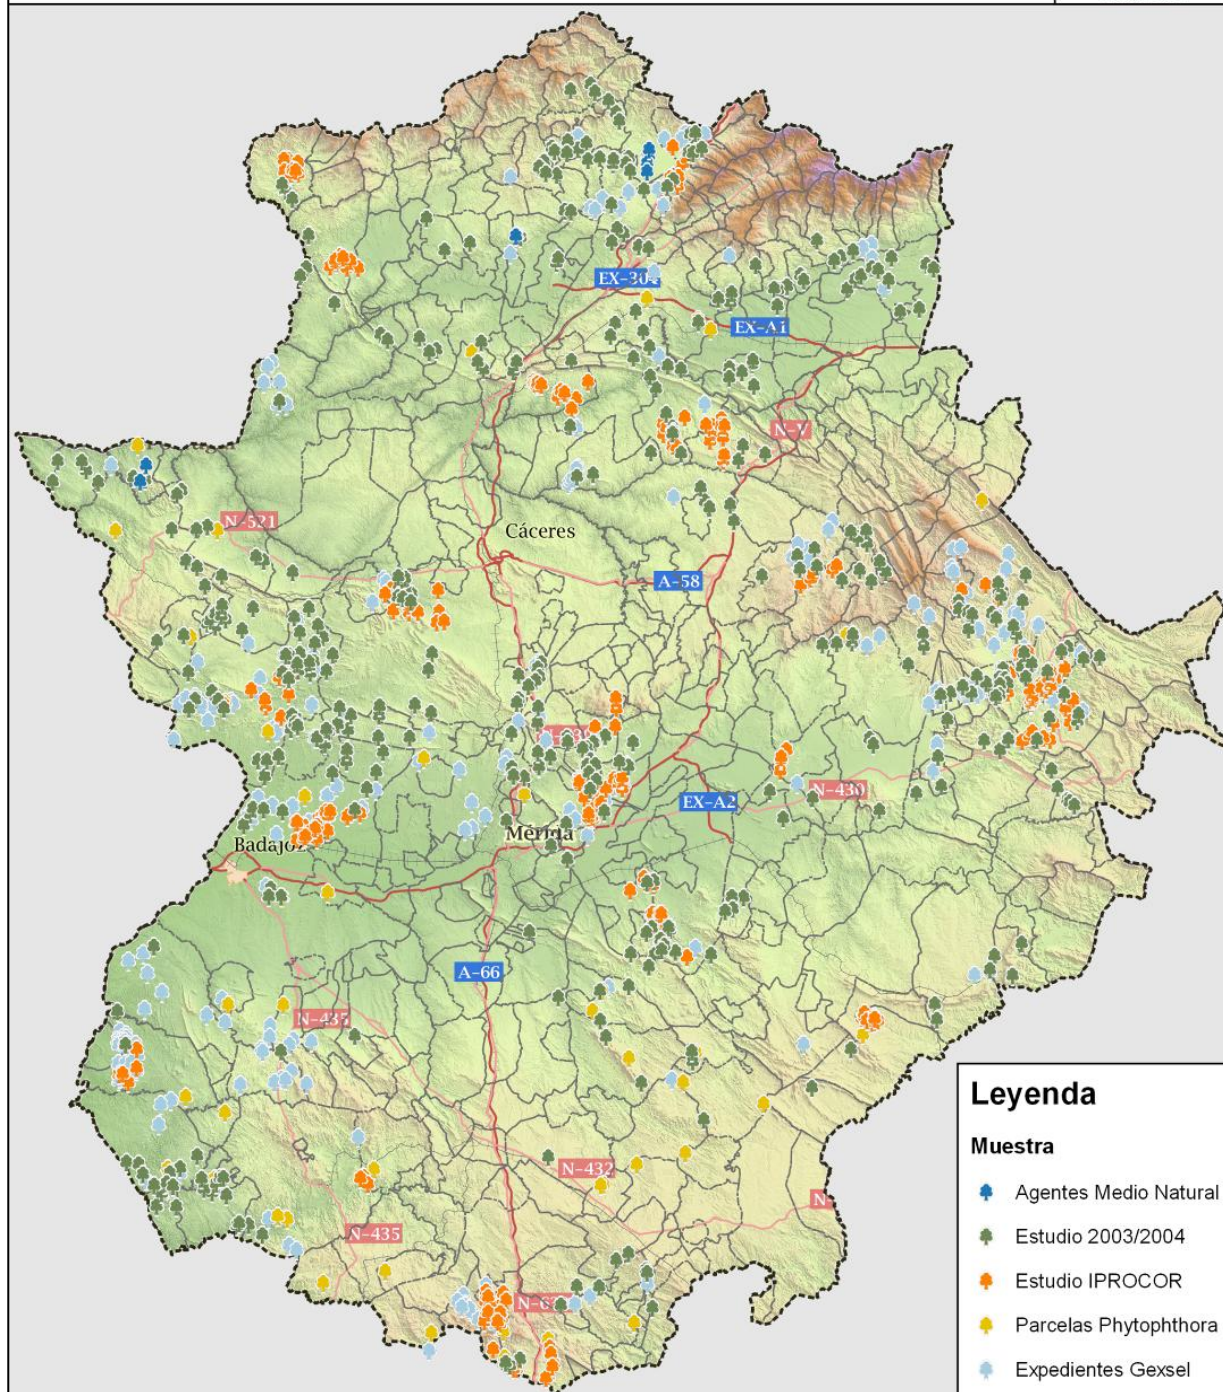 EX-A1
N-V
N-521
Cáceres
A-58
N-430
EX-A2
Mérida
A-66
N-435
N-432
N-435
Leyenda
Muestra
Agentes Medio Natural
Estudio 2003/2004
Estudio IPROCOR
Parcelas Phytophthora
Expedientes Gexsel